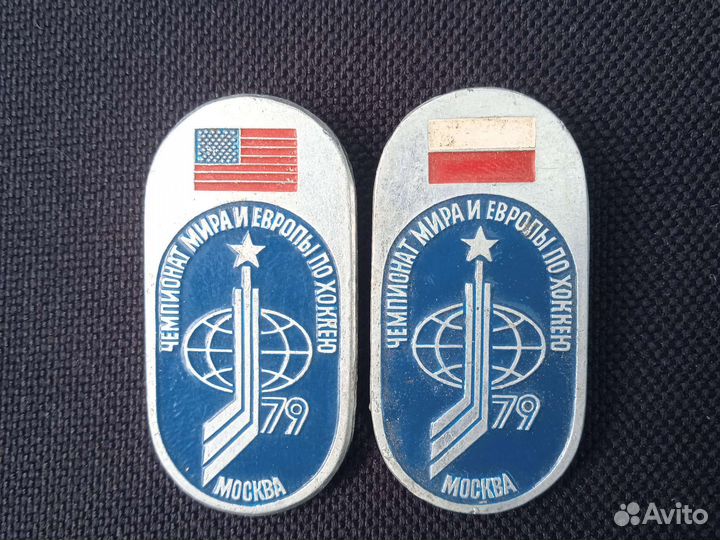 ЧЕМПИОНАТ МИРА И ЕВРОПЫ ПО ХОККЕЮ
79
МОСКВА
ЧЕМПИОНАТ МИРА И ЕВРОПЫ ПО ХОККЕЮ
79
МОСКВА
Avito